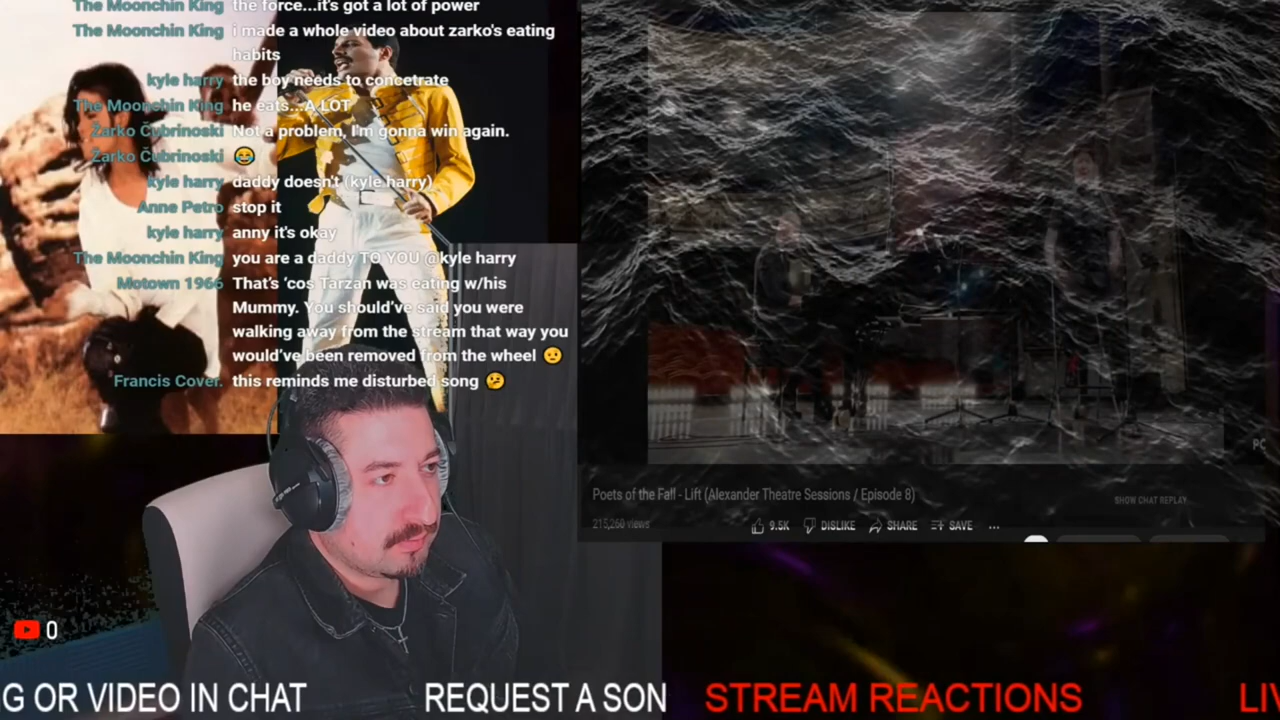 The Moonchin King the force...it's got a lot of power
The Moonchin King i made a whole video about zarko's eating
habits
kyle harry the boy needs to concetrate
The Moonchin King he eats...A LOT
Žarko Čubrinoski Not a problem, I'm gonna win again.
Žarko Čubrinoski 😂
kyle harry daddy doesn't (kyle harry)
Anne Petro stop it
kyle harry anny it's okay
The Moonchin King you are a daddy TO YOU @kyle harry
Motown 1966 That's 'cos Tarzan was eating w/his
Mummy. You should've said you were
walking away from the stream that way you
would've been removed from the wheel 😟
Francis Cover. this reminds me disturbed song 🤔
Poets of the Fall - Lift (Alexander Theatre Sessions / Episode 8)
SHOW CHAT REPLAY
215,260 views
9.5K DISLIKE SHARE SAVE ...
PC
0
G OR VIDEO IN CHAT REQUEST A SON STREAM REACTIONS LIV